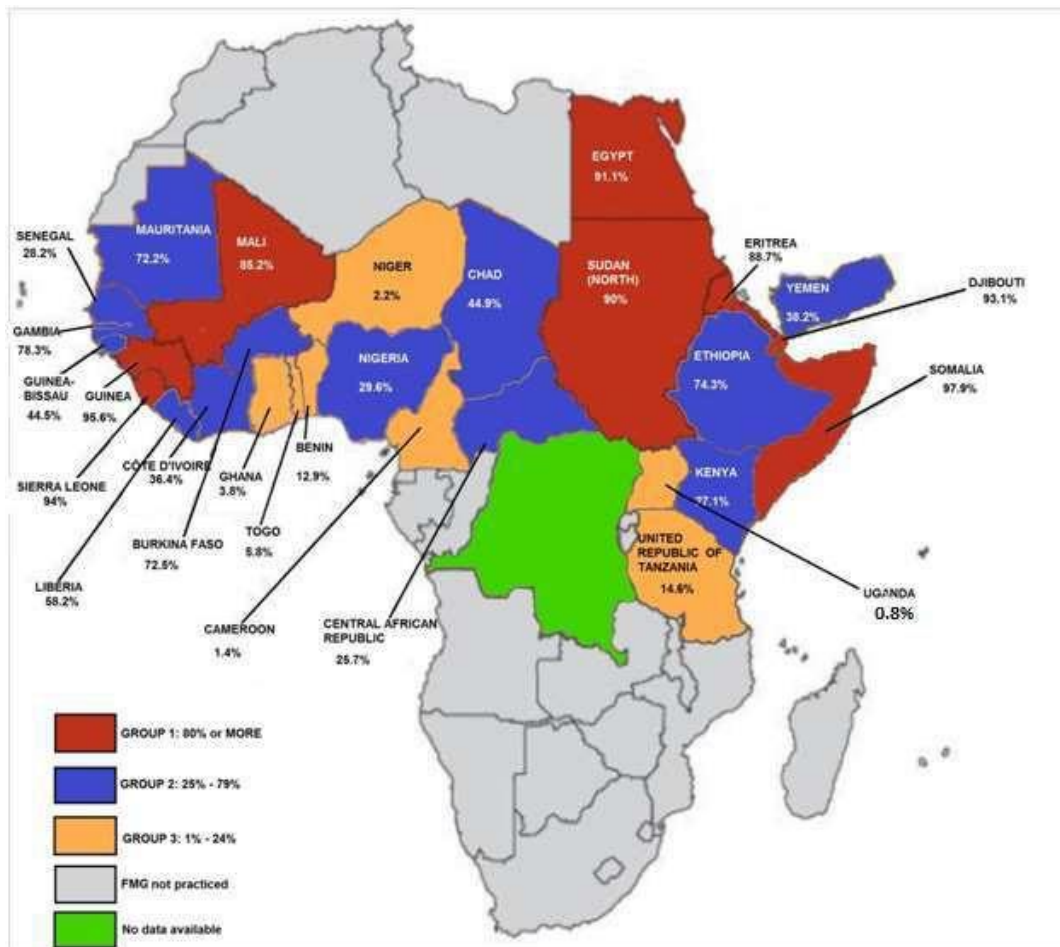 EGYPT
91.1%
MAURITANIA
72.2%
MALI
85.2%
SENEGAL
28.2%
NIGER
2.2%
CHAD
44.9%
SUDAN
(NORTH)
90%
ERITREA
88.7%
YEMEN
38.2%
DJIBOUTI
93.1%
GAMBIA
78.3%
NIGERIA
29.6%
ETHIOPIA
74.3%
SOMALIA
97.9%
GUINEA-
BISSAU
44.5%
GUINEA
95.6%
BENIN
12.9%
CÔTE D'IVOIRE
36.4%
GHANA
3.8%
KENYA
27.1%
SIERRA LEONE
94%
TOGO
5.8%
BURKINA FASO
72.5%
UNITED
REPUBLIC OF
TANZANIA
14.6%
LIBERIA
58.2%
UGANDA
0.8%
CAMEROON
1.4%
CENTRAL AFRICAN
REPUBLIC
25.7%
GROUP 1: 80% or MORE
GROUP 2: 25% - 79%
GROUP 3: 1% - 24%
FMG not practiced
No data available